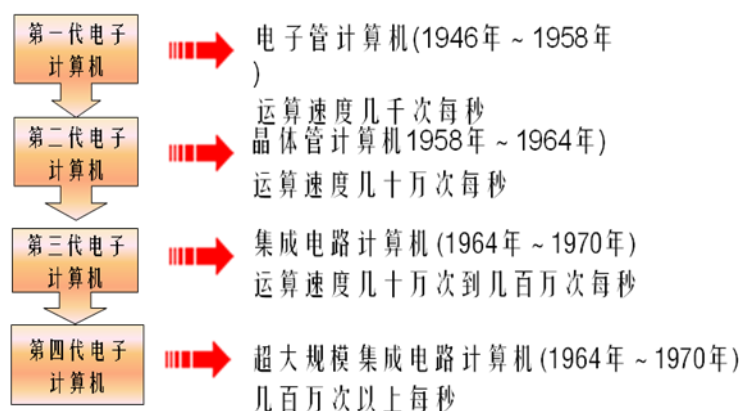 第一代电子
计算机
电子管计算机(1946年~1958年
)
运算速度几千次每秒
第二代电子
计算机
晶体管计算机1958年~1964年)
运算速度几十万次每秒
第三代电子
计算机
集成电路计算机(1964年~1970年)
运算速度几十万次到几百万次每秒
第四代电子
计算机
超大规模集成电路计算机(1964年~1970年)
几百万次以上每秒